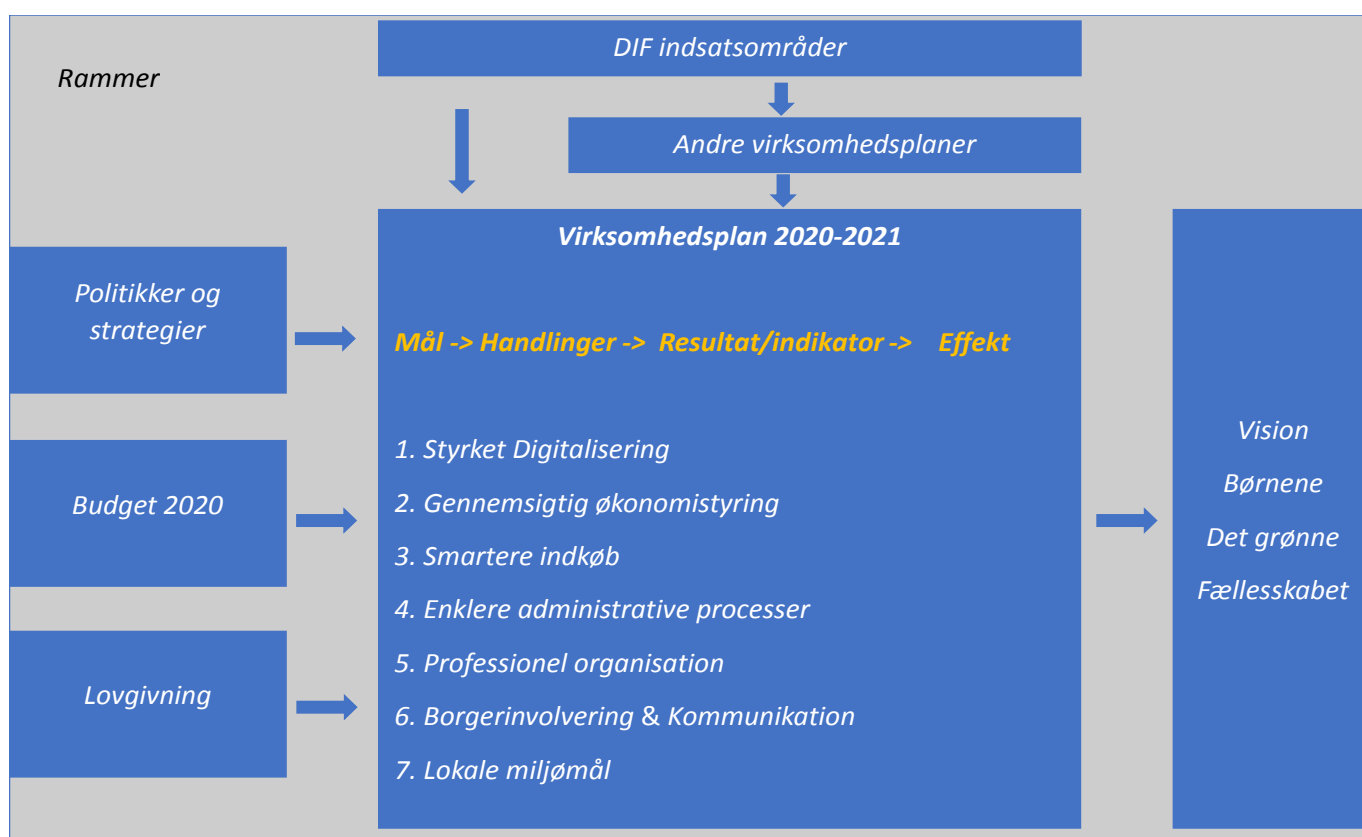 Rammer
DIF indsatsområder
Andre virksomhedsplaner
Politikker og
strategier
Budget 2020
Lovgivning
Virksomhedsplan 2020-2021
Mål -> Handlinger -> Resultat/indikator -> Effekt
1. Styrket Digitalisering
2. Gennemsigtig økonomistyring
3. Smartere indkøb
4. Enklere administrative processer
5. Professionel organisation
6. Borgerinvolvering & Kommunikation
7. Lokale miljømål
Vision
Børnene
Det grønne
Fællesskabet